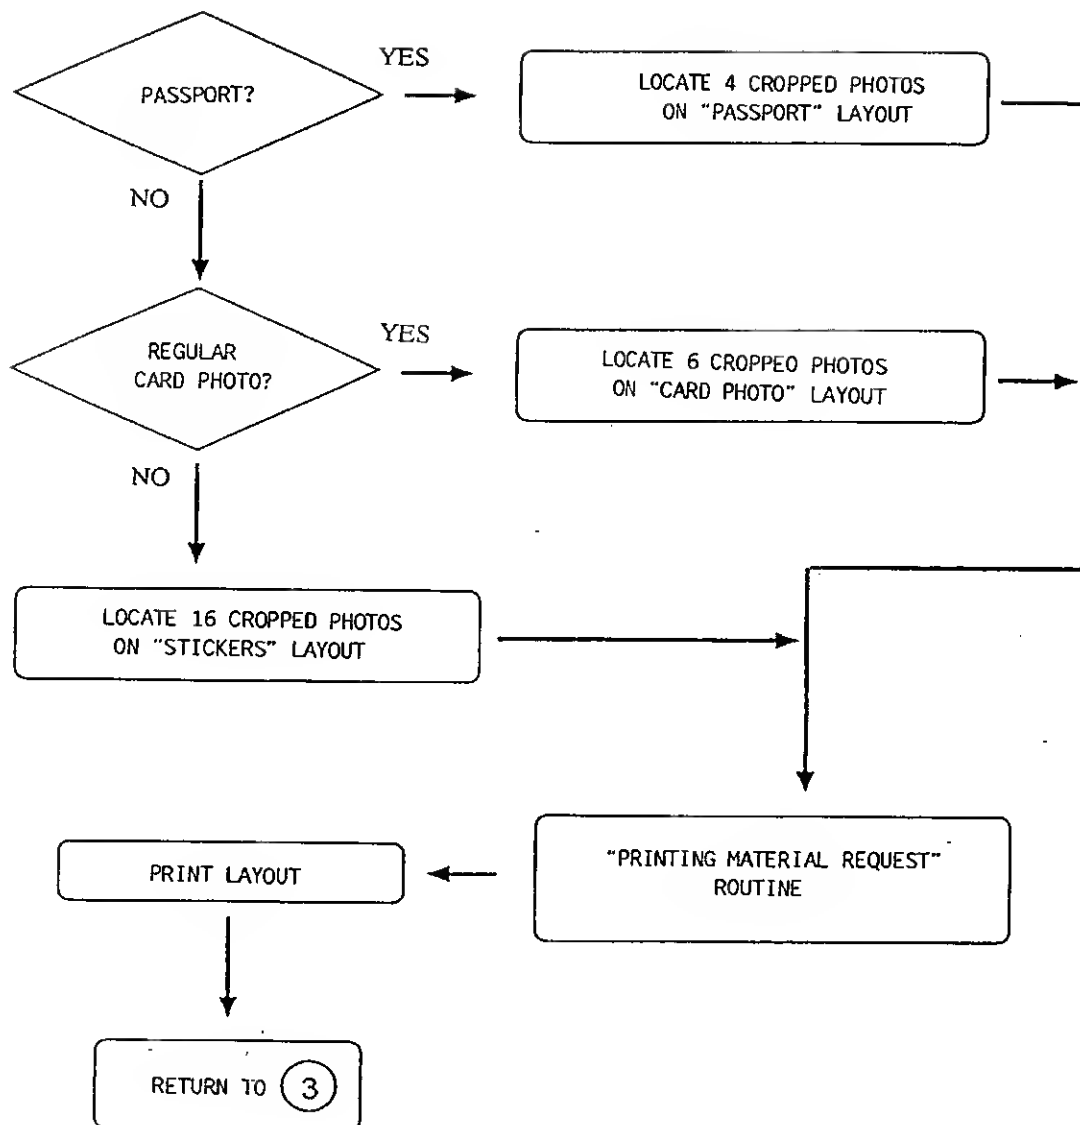 PASSPORT?
YES
LOCATE 4 CROPPED PHOTOS
ON "PASSPORT" LAYOUT
NO
REGULAR
CARD PHOTO?
YES
LOCATE 6 CROPPEO PHOTOS
ON "CARD PHOTO" LAYOUT
NO
LOCATE 16 CROPPED PHOTOS
ON "STICKERS" LAYOUT
"PRINTING MATERIAL REQUEST"
ROUTINE
PRINT LAYOUT
RETURN TO 3